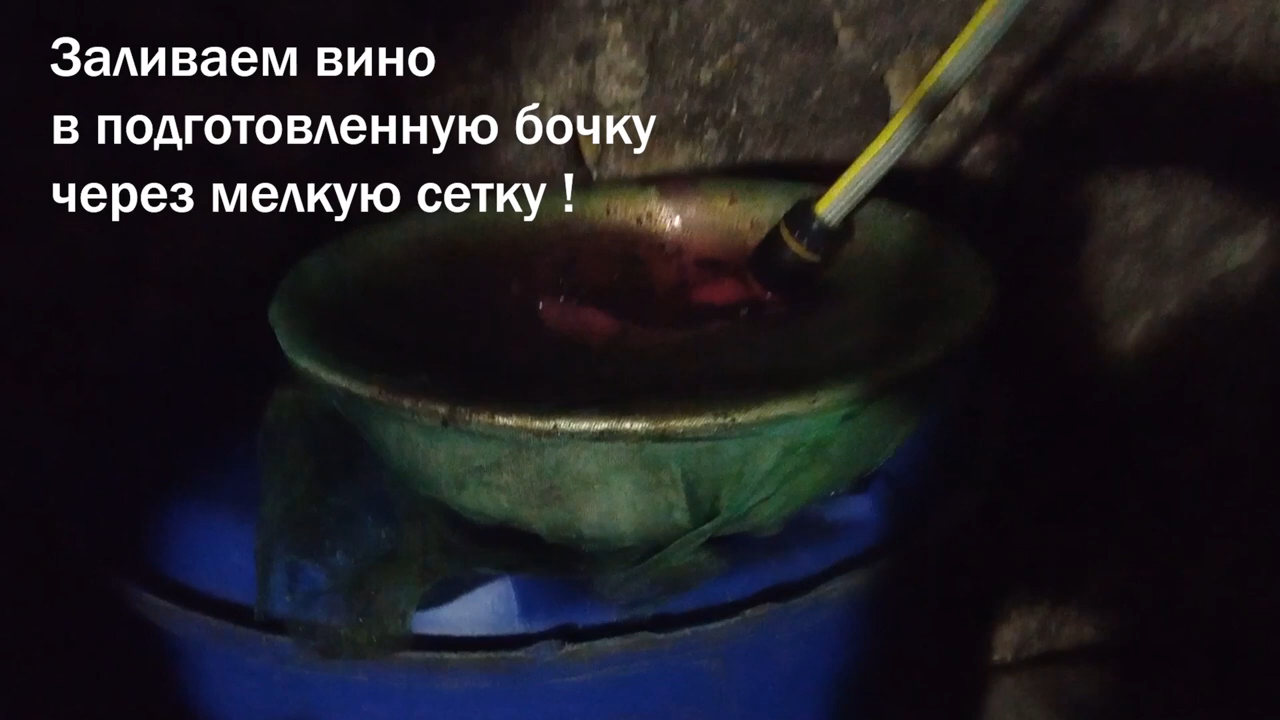 Заливаем вино
в подготовленную бочку
через мелкую сетку !